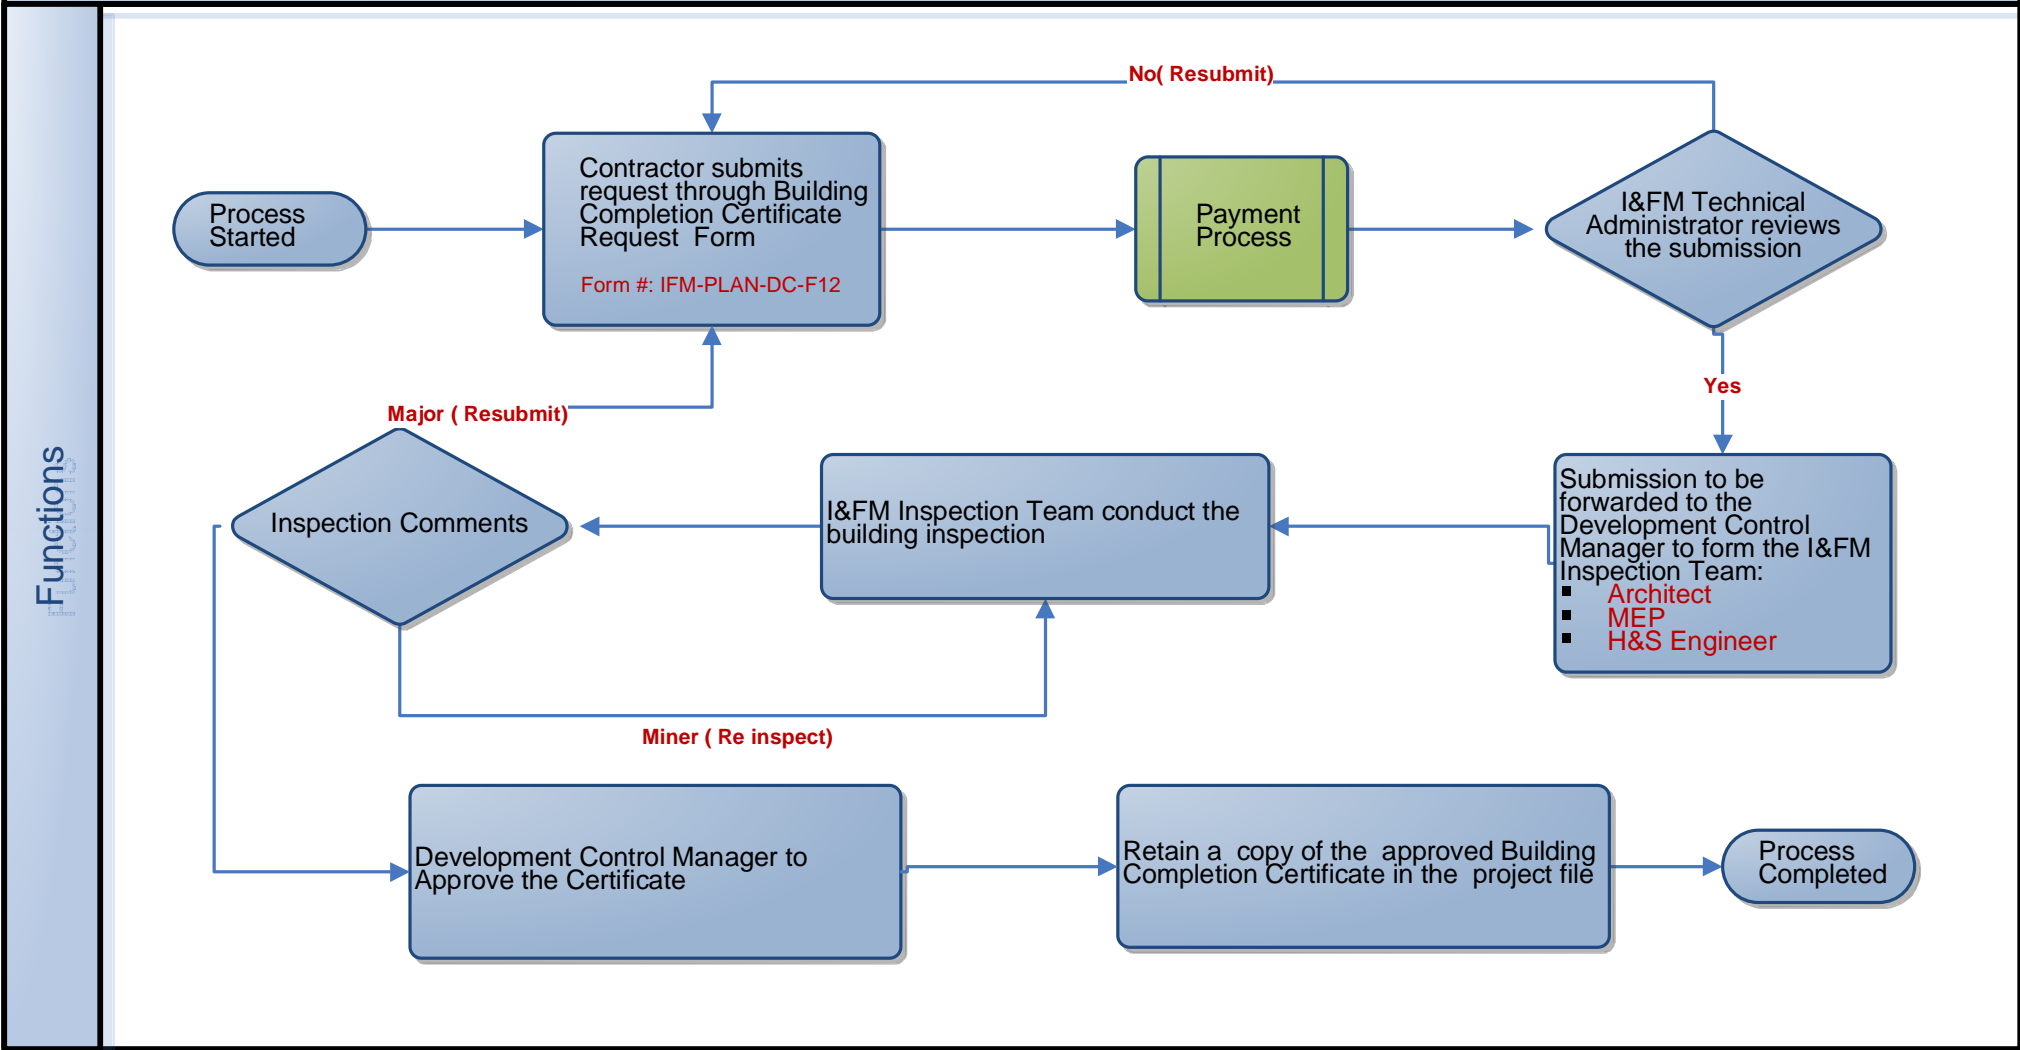 Functions
No( Resubmit)
Process
Started
Contractor submits
request through Building
Completion Certificate
Request Form
Form #: IFM-PLAN-DC-F12
Payment
Process
I&FM Technical
Administrator reviews
the submission
Yes
Major ( Resubmit)
Inspection Comments
I&FM Inspection Team conduct the
building inspection
Submission to be
forwarded to the
Development Control
Manager to form the I&FM
Inspection Team:
▪ Architect
▪ MEP
▪ H&S Engineer
Miner ( Re inspect)
Development Control Manager to
Approve the Certificate
Retain a copy of the approved Building
Completion Certificate in the project file
Process
Completed